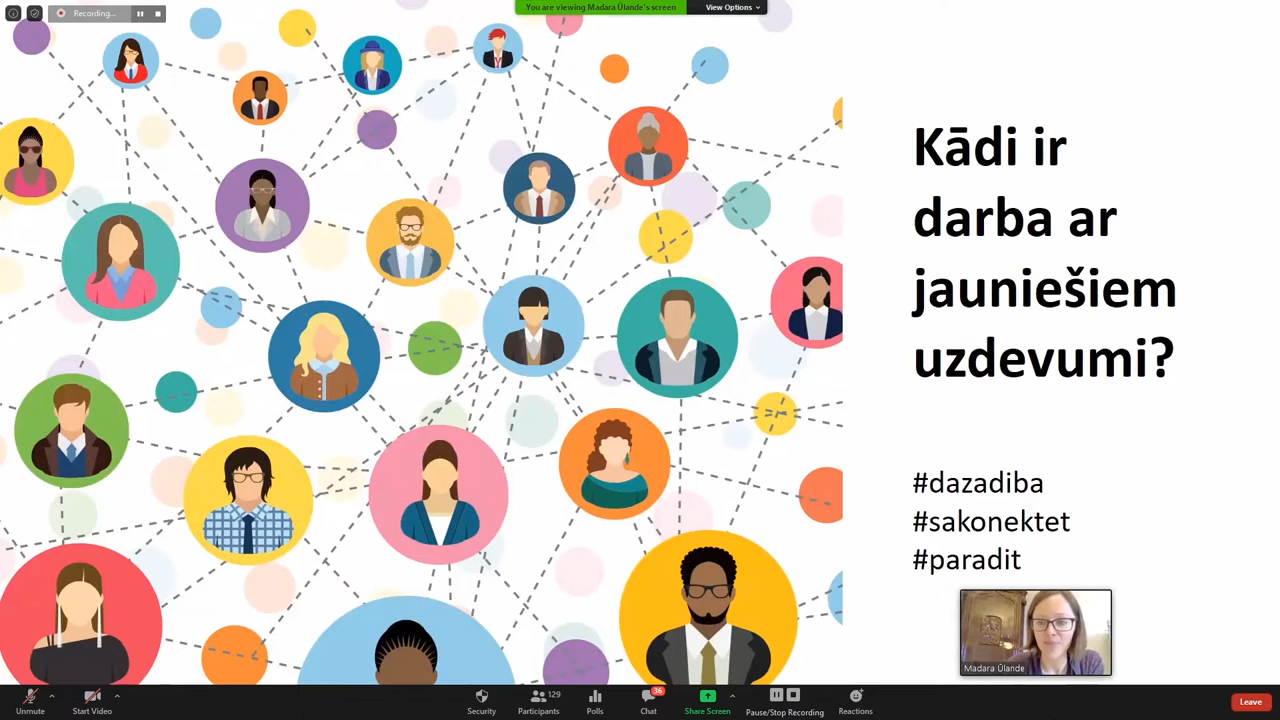 Recording...
You are viewing Madara Ūlande's screen
View Options
Kādi ir
darba ar
jauniešiem
uzdevumi?
#dazadiba
#sakonektet
#paradit
Madara Ūlande
Unmute
Start Video
Security
Participants
129
Polls
Chat
36
Share Screen
Pause/Stop Recording
Reactions
Leave